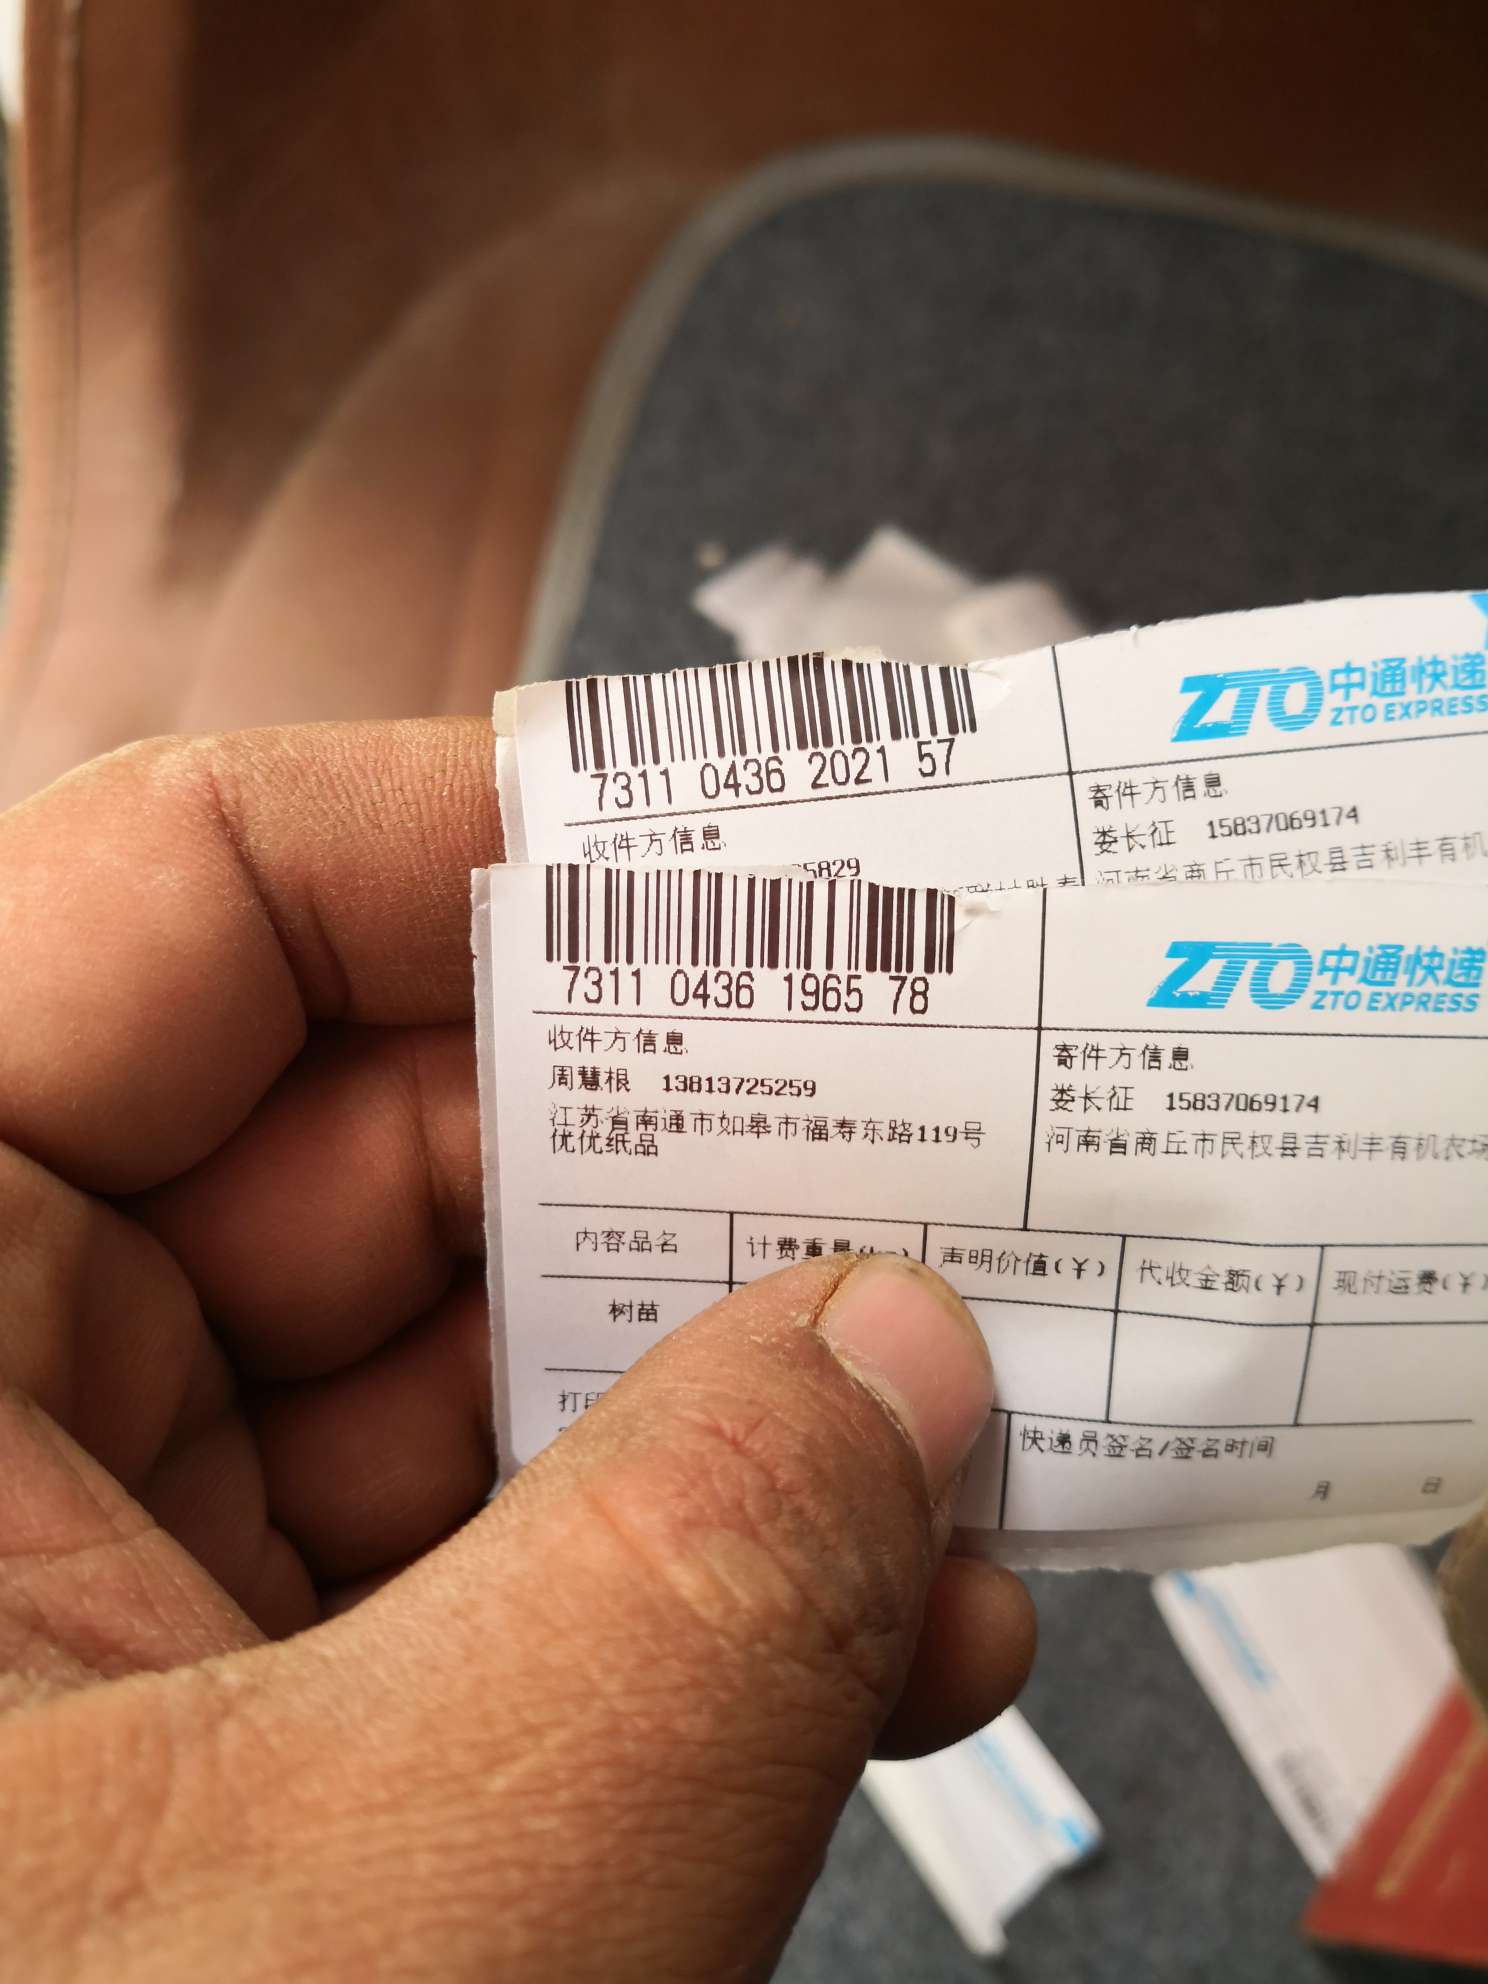 7311 0436 2021 57
ZTO 中通快递
ZTO EXPRESS
收件方信息
5829
寄件方信息
娄长征 15837069174
河南省商丘市民权县吉利丰有机
7311 0436 1965 78
ZTO 中通快递
ZTO EXPRESS
收件方信息
周慧根 13813725259
江苏省南通市如皋市福寿东路119号
优优纸品
寄件方信息
娄长征 15837069174
河南省商丘市民权县吉利丰有机农场
内容品名 计费重量 声明价值(¥) 代收金额(¥) 现付运费(¥)
树苗
打印
快递员签名/签名时间
月 日